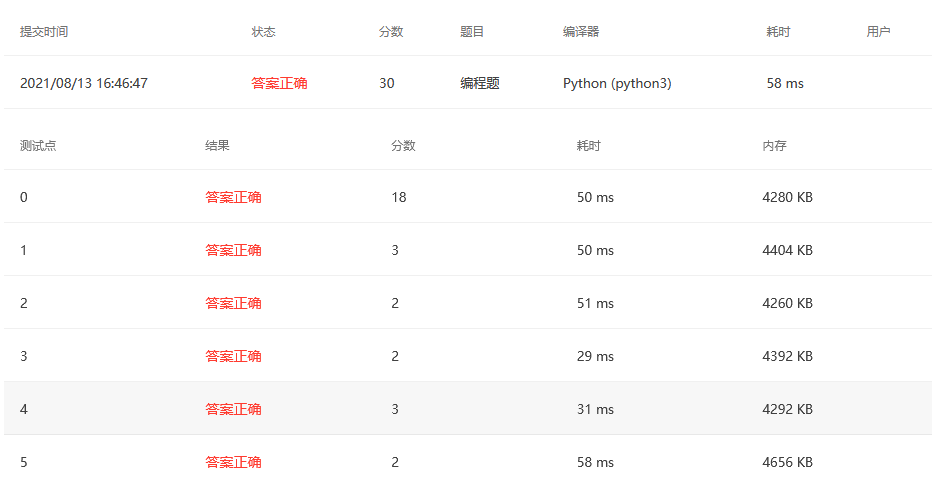 提交时间 状态 分数 题目 编译器 耗时 用户
2021/08/13 16:46:47 答案正确 30 编程题 Python (python3) 58 ms
测试点 结果 分数 耗时 内存
0 答案正确 18 50 ms 4280 KB
1 答案正确 3 50 ms 4404 KB
2 答案正确 2 51 ms 4260 KB
3 答案正确 2 29 ms 4392 KB
4 答案正确 3 31 ms 4292 KB
5 答案正确 2 58 ms 4656 KB